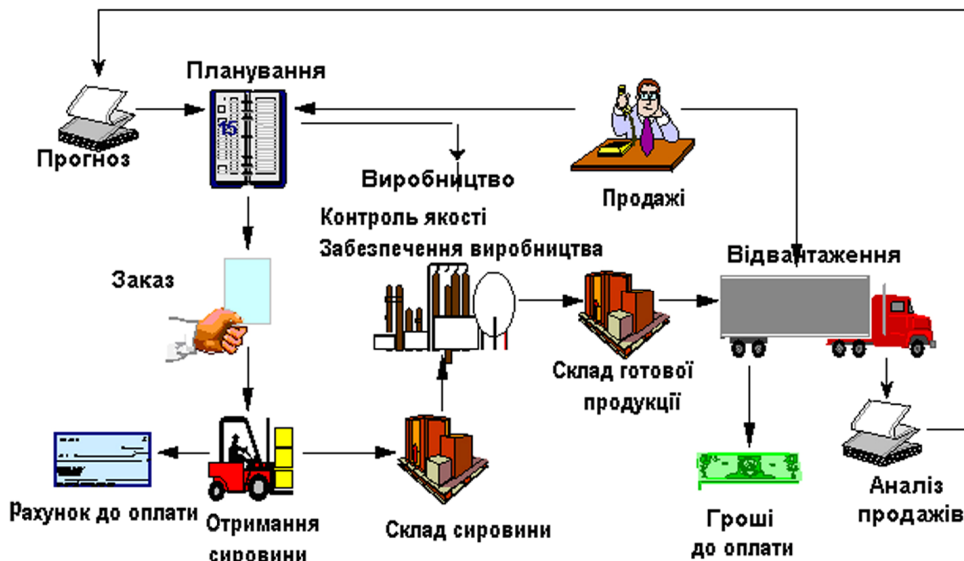 Планування
15
Прогноз
Виробництво
Продажі
Контроль якості
Забезпечення виробництва
Відвантаження
Заказ
Склад готової
продукції
Рахунок до оплати
Отримання
сировини
Склад сировини
Гроші
до оплати
Аналіз
продажів